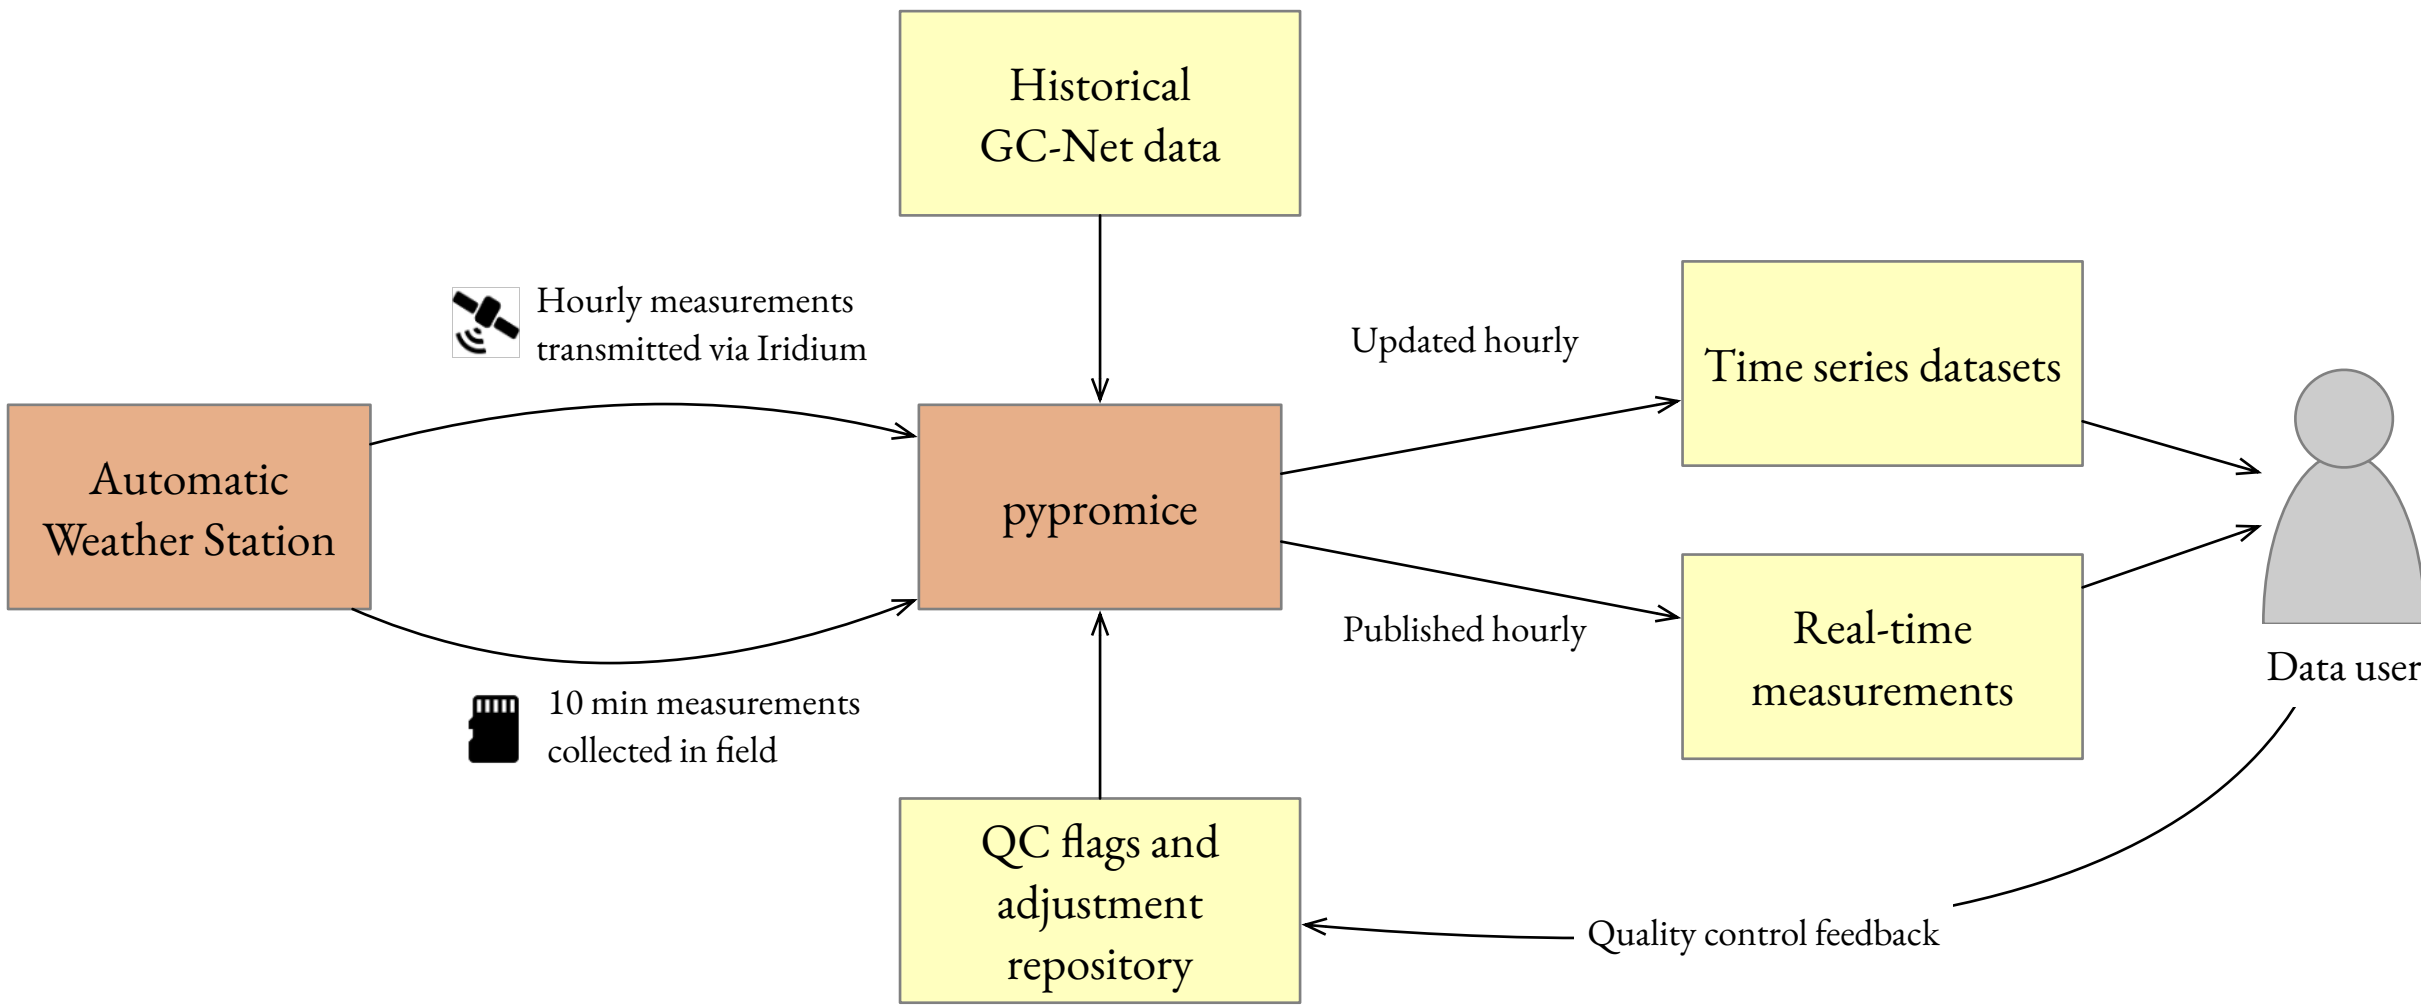 Historical
GC-Net data
Hourly measurements
transmitted via Iridium
Updated hourly
Time series datasets
Automatic
Weather Station
pypromice
Published hourly
Real-time
measurements
Data user
10 min measurements
collected in field
QC flags and
adjustment
repository
Quality control feedback